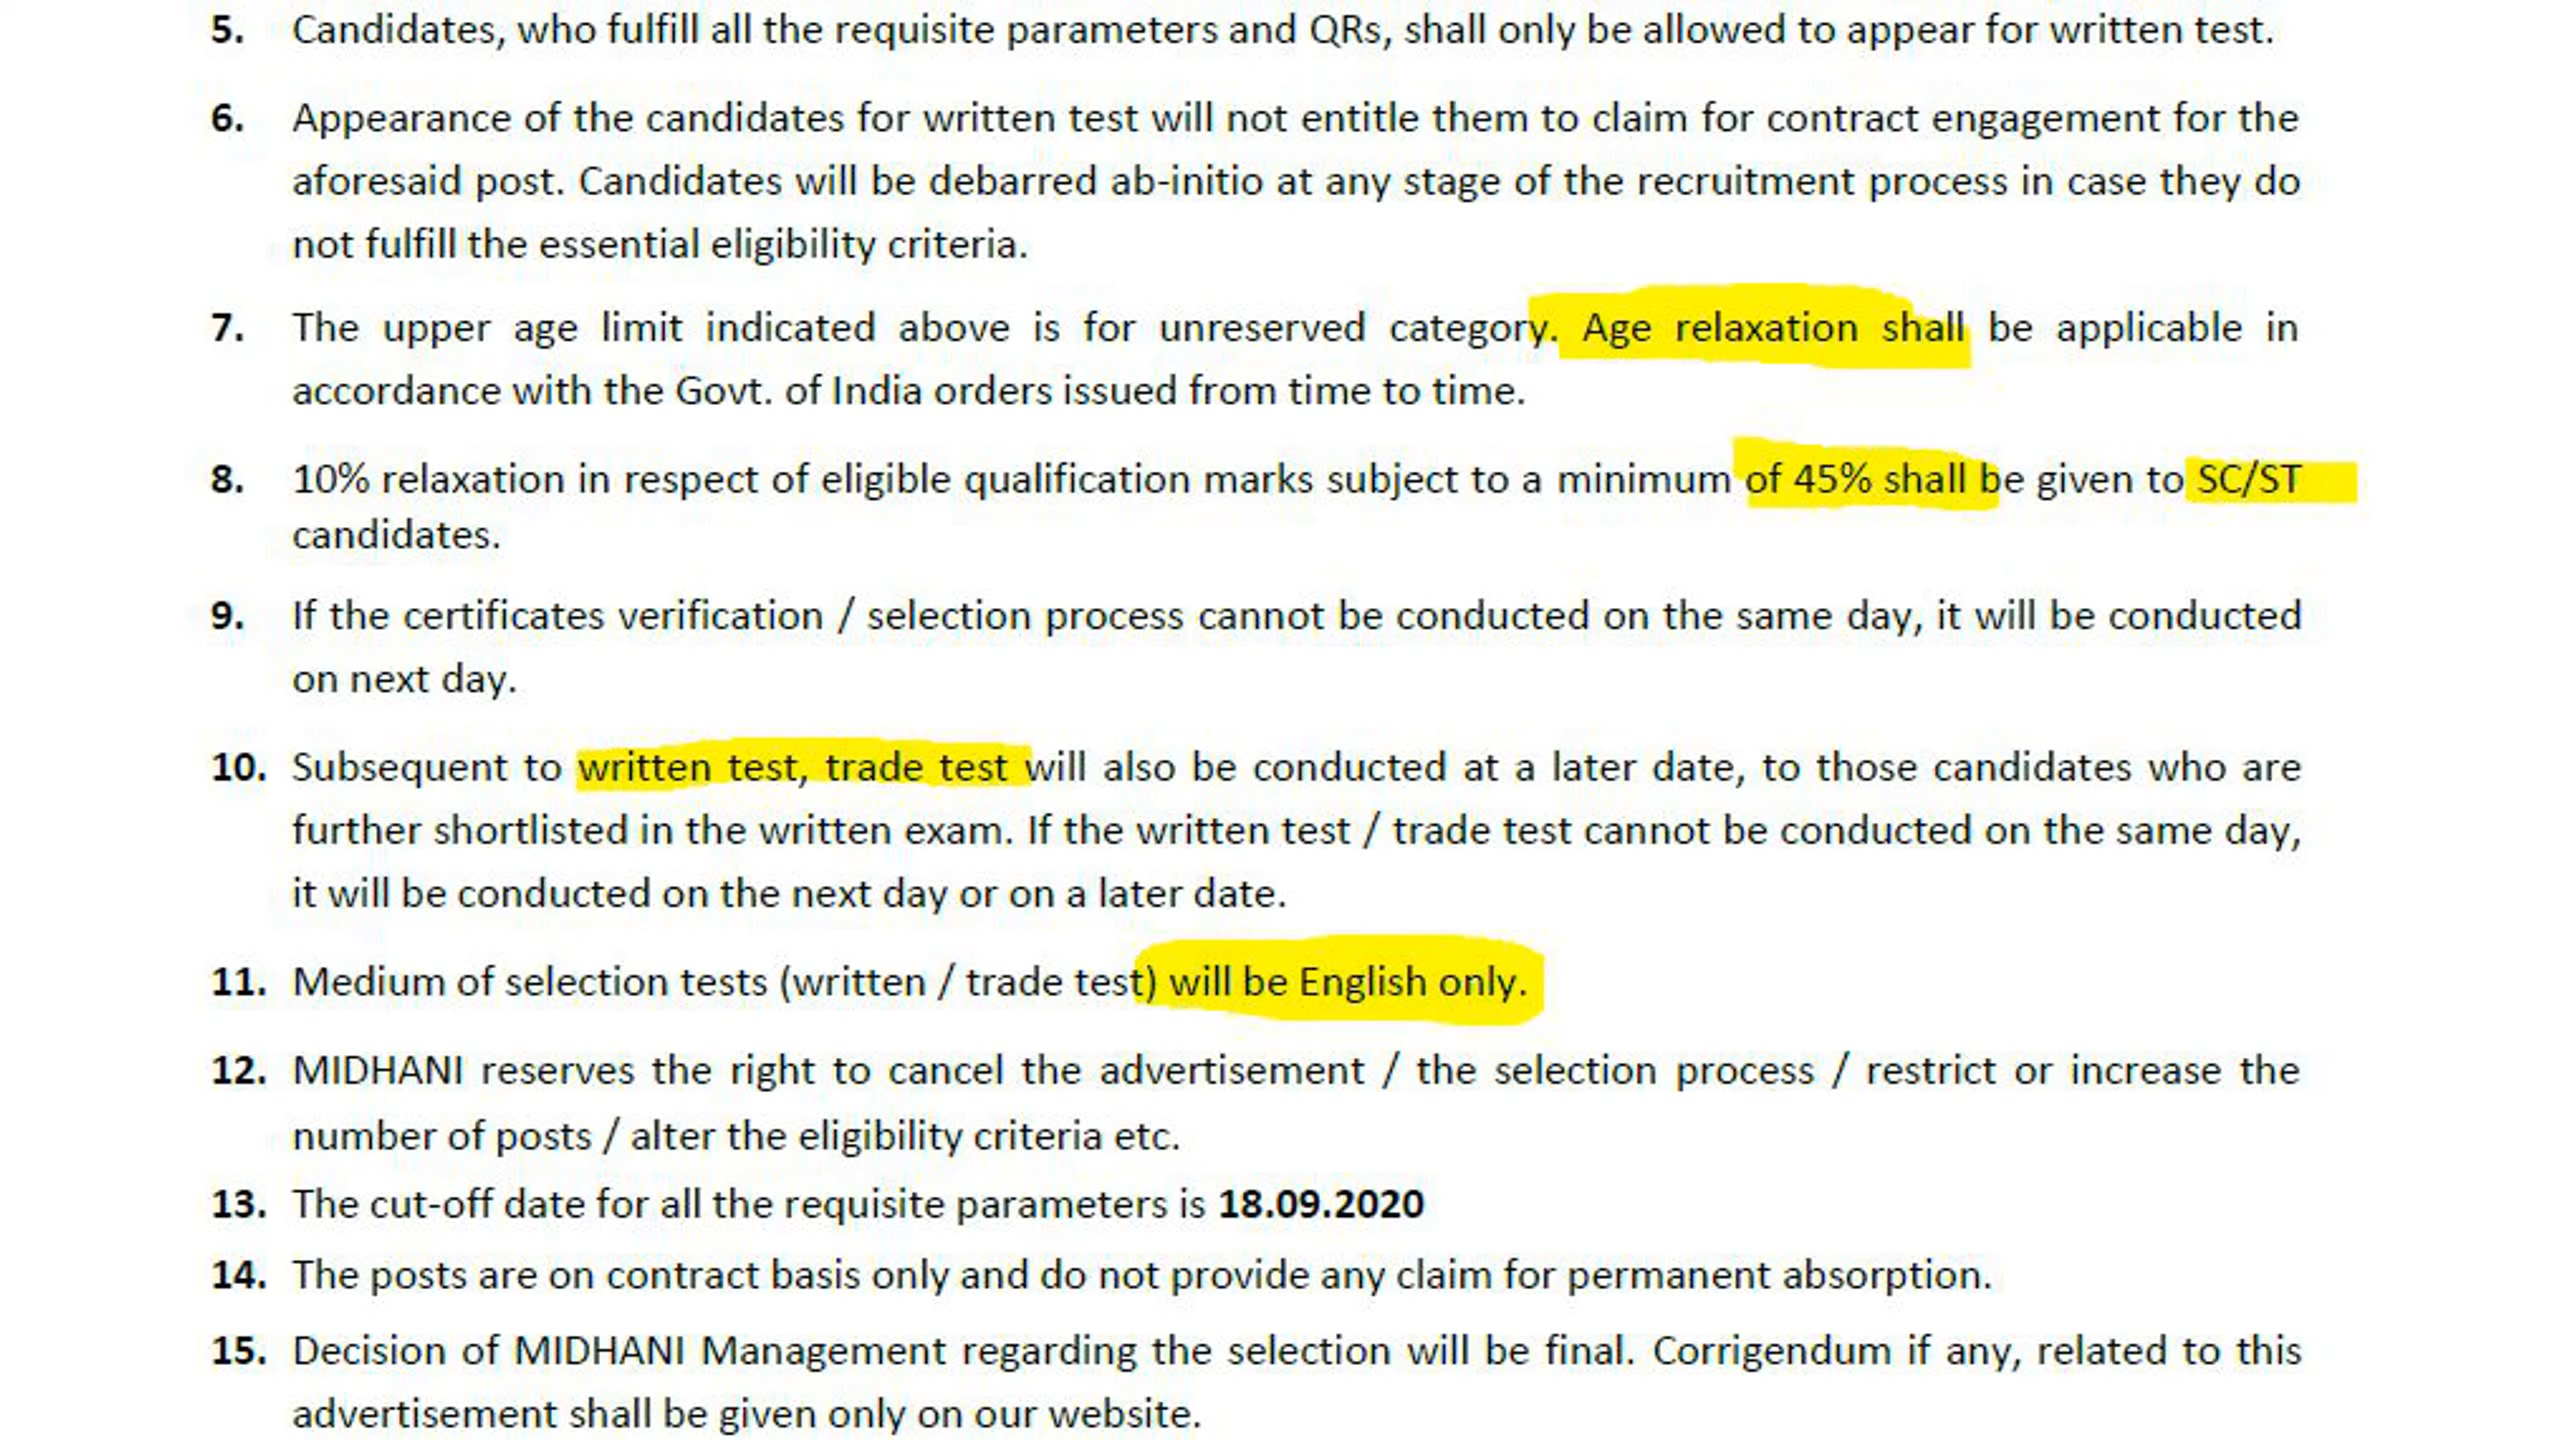 5. Candidates, who fulfill all the requisite parameters and QRs, shall only be allowed to appear for written test.
6. Appearance of the candidates for written test will not entitle them to claim for contract engagement for the
aforesaid post. Candidates will be debarred ab-initio at any stage of the recruitment process in case they do
not fulfill the essential eligibility criteria.
7. The upper age limit indicated above is for unreserved category. Age relaxation shall be applicable in
accordance with the Govt. of India orders issued from time to time.
8. 10% relaxation in respect of eligible qualification marks subject to a minimum of 45% shall be given to SC/ST
candidates.
9. If the certificates verification / selection process cannot be conducted on the same day, it will be conducted
on next day.
10. Subsequent to written test, trade test will also be conducted at a later date, to those candidates who are
further shortlisted in the written exam. If the written test / trade test cannot be conducted on the same day,
it will be conducted on the next day or on a later date.
11. Medium of selection tests (written / trade test) will be English only.
12. MIDHANI reserves the right to cancel the advertisement / the selection process / restrict or increase the
number of posts / alter the eligibility criteria etc.
13. The cut-off date for all the requisite parameters is 18.09.2020
14. The posts are on contract basis only and do not provide any claim for permanent absorption.
15. Decision of MIDHANI Management regarding the selection will be final. Corrigendum if any, related to this
advertisement shall be given only on our website.